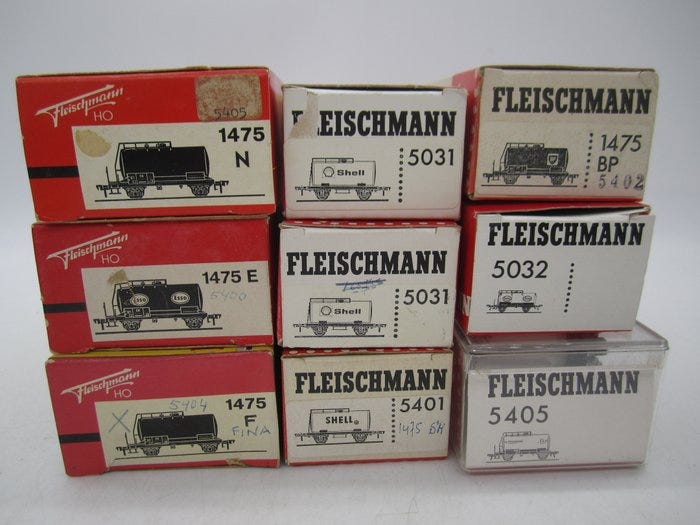 Fleischmann
HO
5405
1475
N
FLEISCHMANN
5031
Shell
FLEISCHMANN
1475
BP
5402
Fleischmann
HO
1475 E
5400
Esso
Esso
FLEISCHMANN
5031
Shell
FLEISCHMANN
5032
Fleischmann
HO
X
5404
1475
F
FINA
FLEISCHMANN
5401
SHELL
1475 SH
FLEISCHMANN
5405